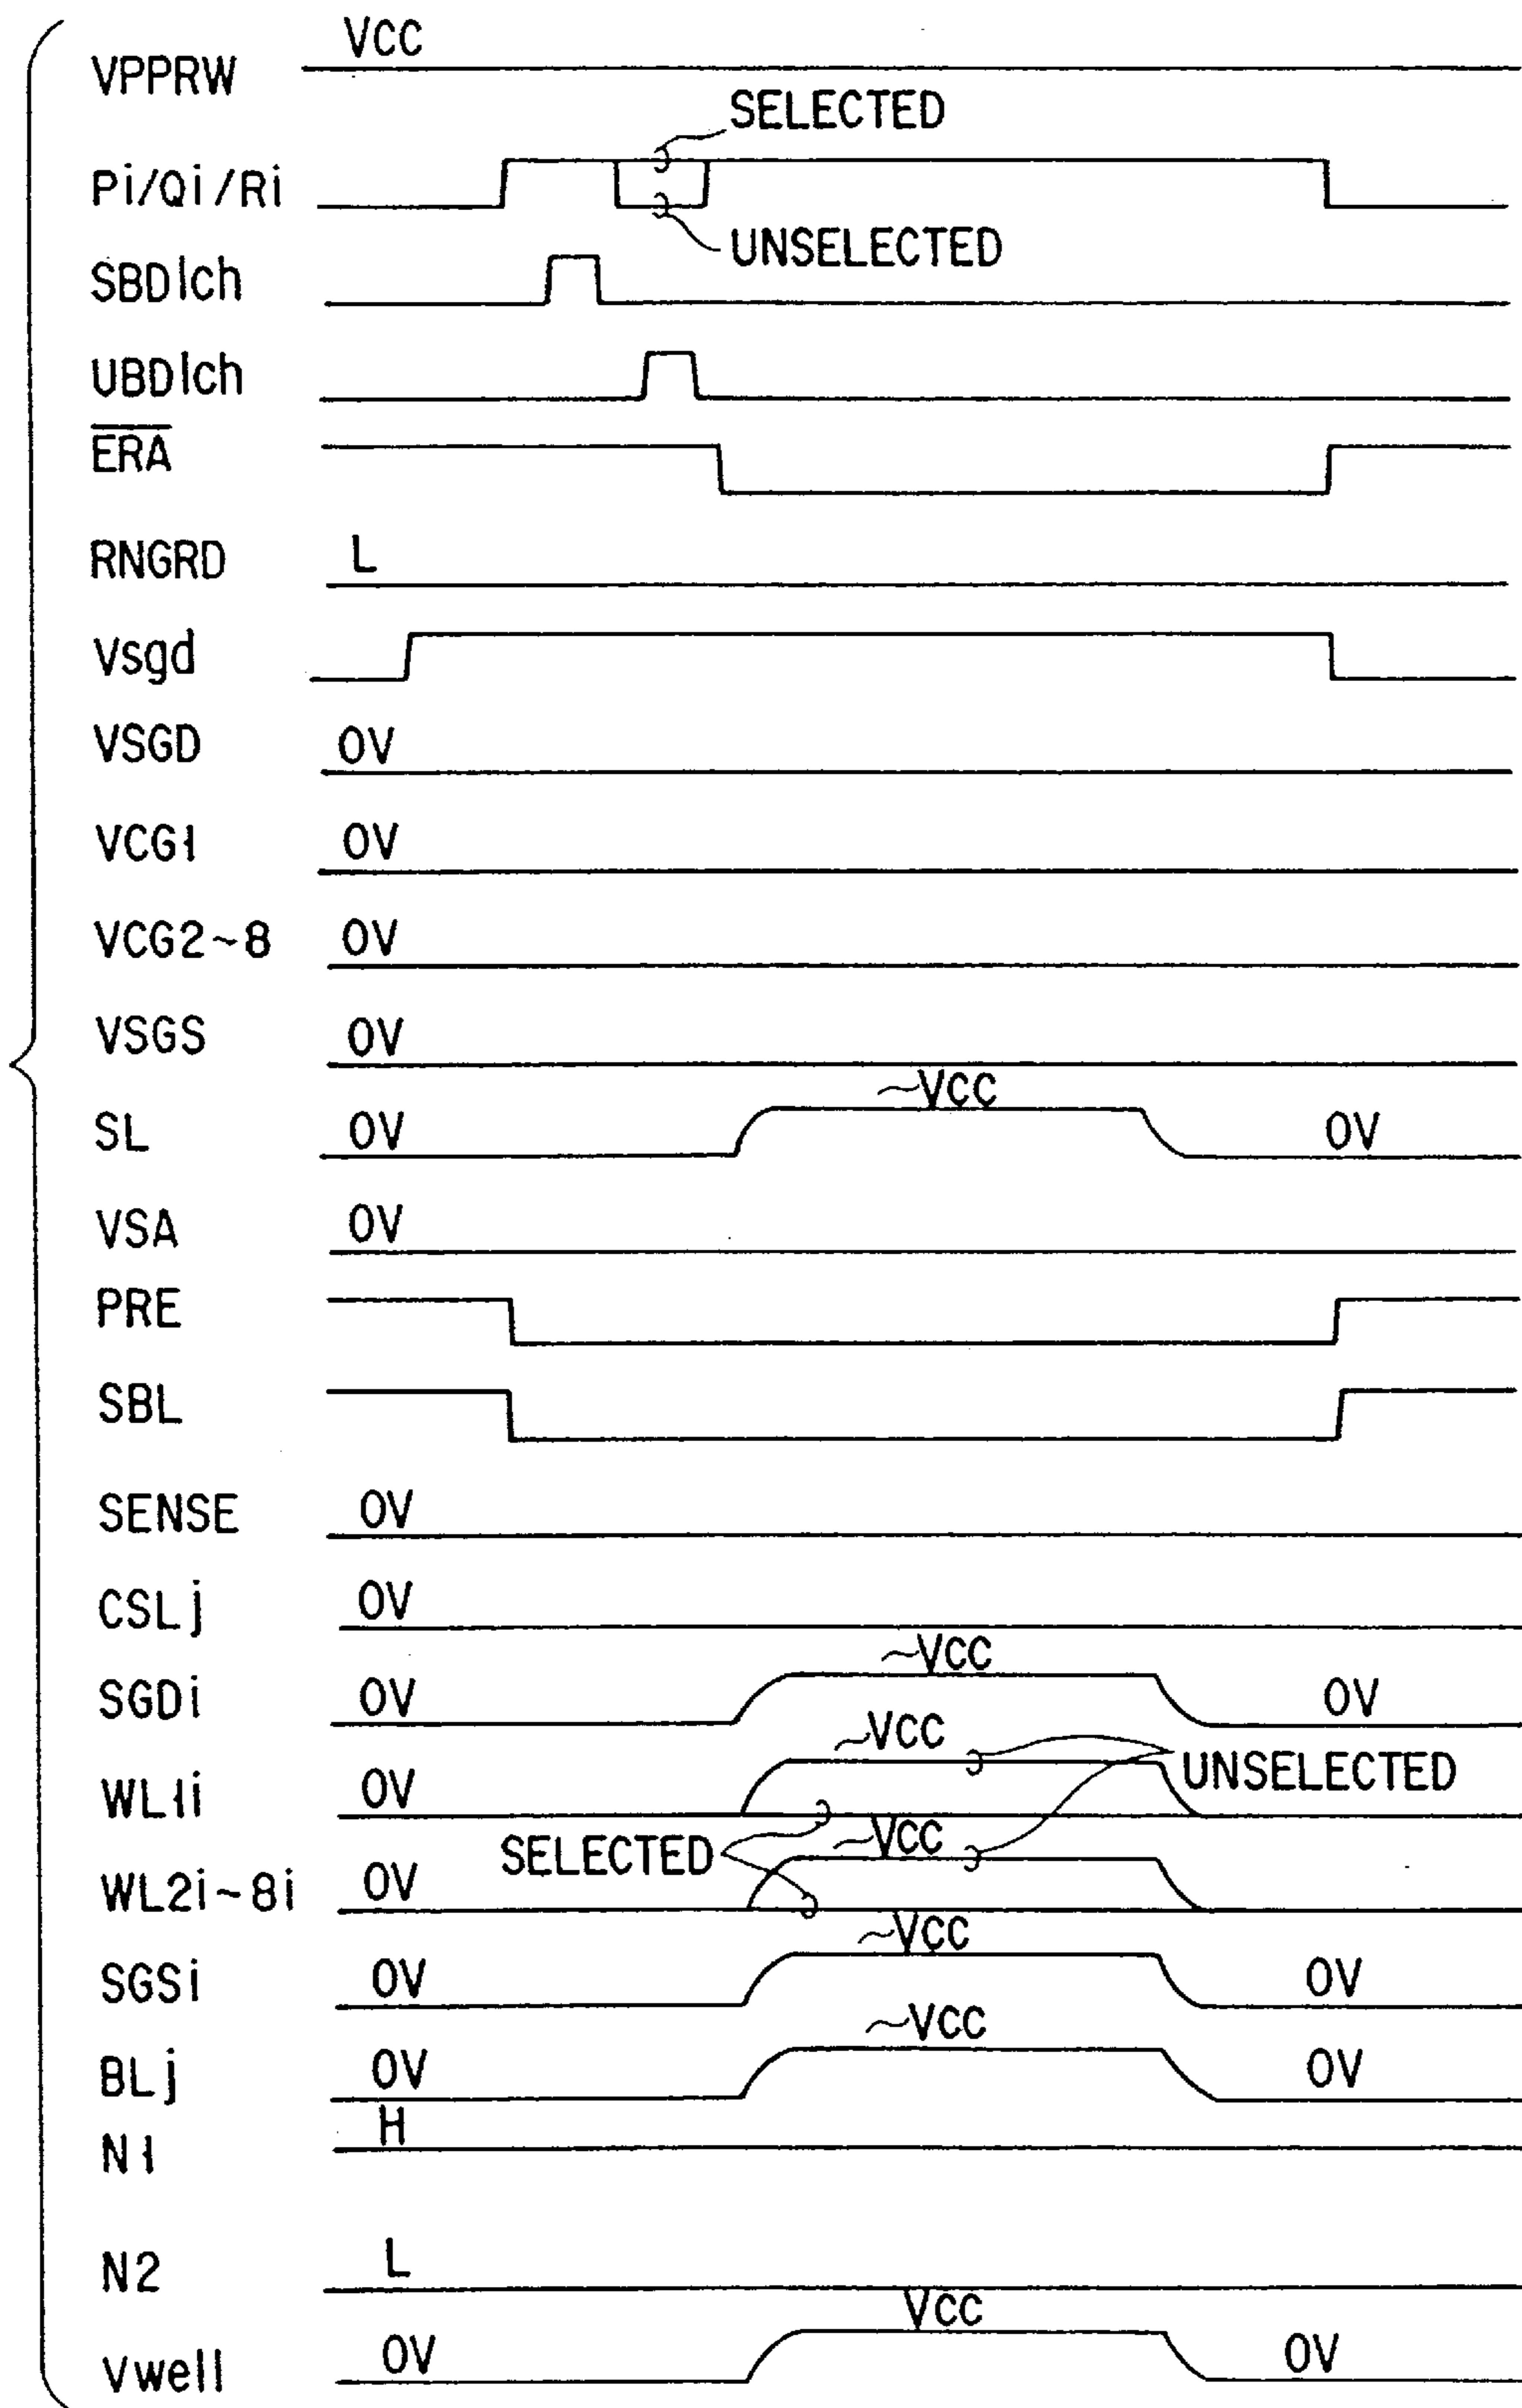 VCC
VPPRW
SELECTED
Pi/Qi/Ri
UNSELECTED
SBDlch
UBDlch
ERA
RNGRD L
Vsgd
VSGD 0V
VCG1 0V
VCG2~8 0V
VSGS 0V
~VCC
SL 0V 0V
VSA 0V
PRE
SBL
SENSE 0V
CSLj 0V
~VCC
SGDi 0V 0V
~VCC
UNSELECTED
WL1i 0V
SELECTED ~VCC
WL2i~8i 0V
~VCC
SGSi 0V 0V
~VCC
BLj 0V 0V
H
N1
L
N2
VCC
Vwell 0V 0V